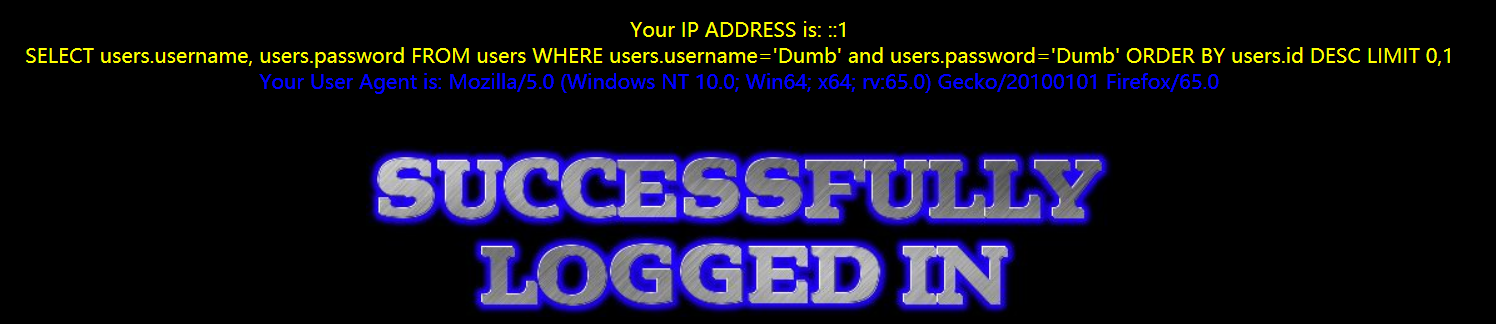 Your IP ADDRESS is: ::1
SELECT users.username, users.password FROM users WHERE users.username='Dumb' and users.password='Dumb' ORDER BY users.id DESC LIMIT 0,1
Your User Agent is: Mozilla/5.0 (Windows NT 10.0; Win64; x64; rv:65.0) Gecko/20100101 Firefox/65.0
SUCCESSFULLY
LOGGED IN